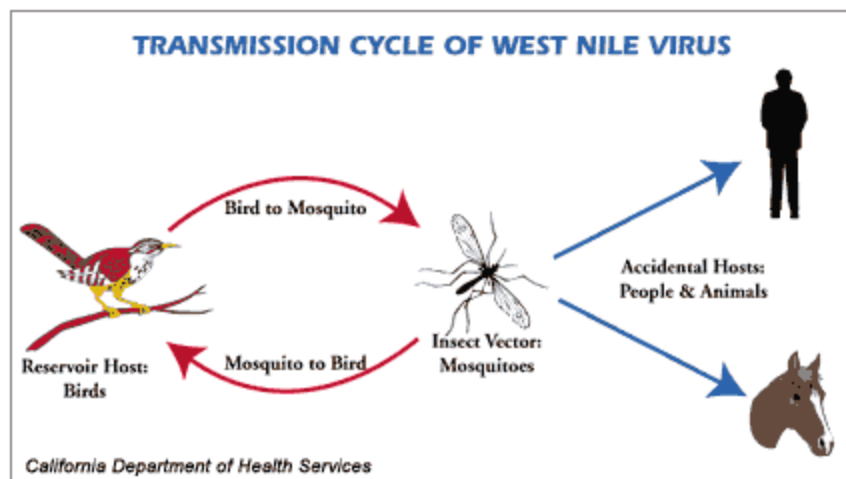 TRANSMISSION CYCLE OF WEST NILE VIRUS
Bird to Mosquito
Accidental Hosts:
People & Animals
Insect Vector:
Mosquitoes
Mosquito to Bird
Reservoir Host:
Birds
California Department of Health Services